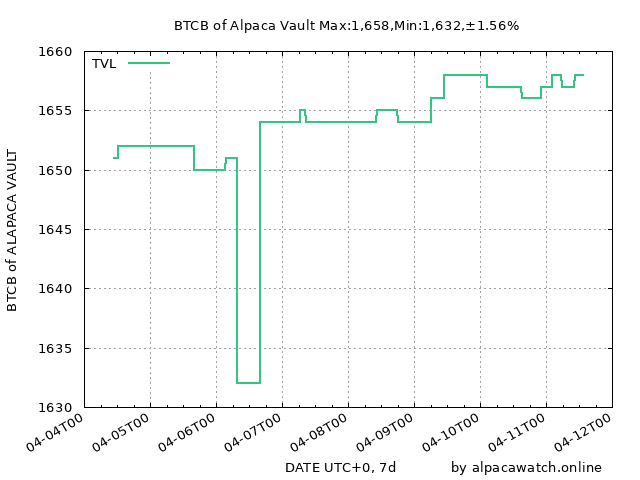 BTCB of Alpaca Vault Max:1,658,Min:1,632,±1.56%
TVL
1660
1655
1650
1645
1640
1635
1630
BTCB of ALAPACA VAULT
04-04T00
04-05T00
04-06T00
04-07T00
04-08T00
04-09T00
04-10T00
04-11T00
04-12T00
DATE UTC+0, 7d
by alpacawatch.online